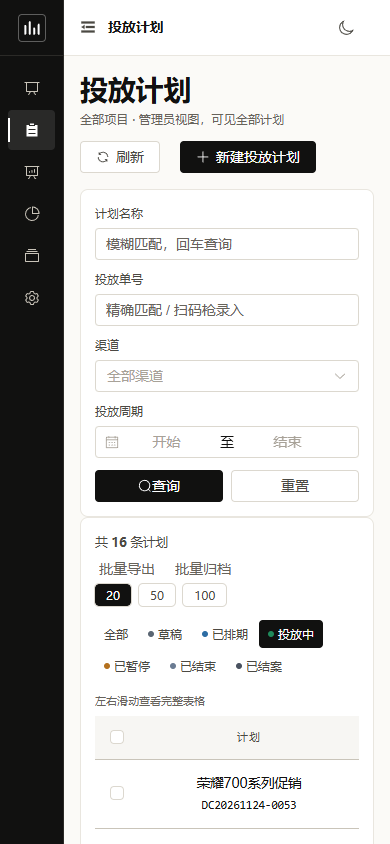 投放计划
投放计划
全部项目 · 管理员视图，可见全部计划
刷新 新建投放计划
计划名称
模糊匹配，回车查询
投放单号
精确匹配 / 扫码枪录入
渠道
全部渠道
投放周期
开始 至 结束
查询 重置
共 16 条计划
批量导出 批量归档
20 50 100
全部 草稿 已排期 投放中
已暂停 已结束 已结案
左右滑动查看完整表格
计划
荣耀700系列促销
DC20261124-0053